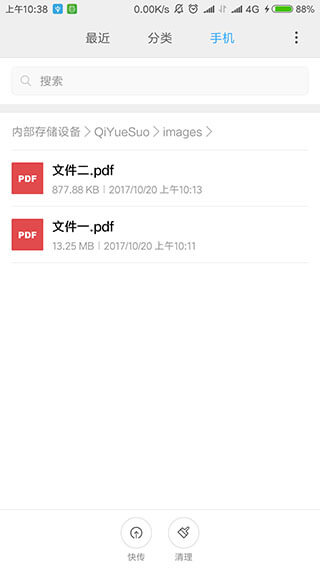 上午10:38 0.00K/s 4G 88%
最近 分类 手机
搜索
内部存储设备 QiYueSuo images
PDF 文件二.pdf
877.88 KB 2017/10/20 上午10:13
PDF 文件一.pdf
13.25 MB 2017/10/20 上午10:11
快传 清理